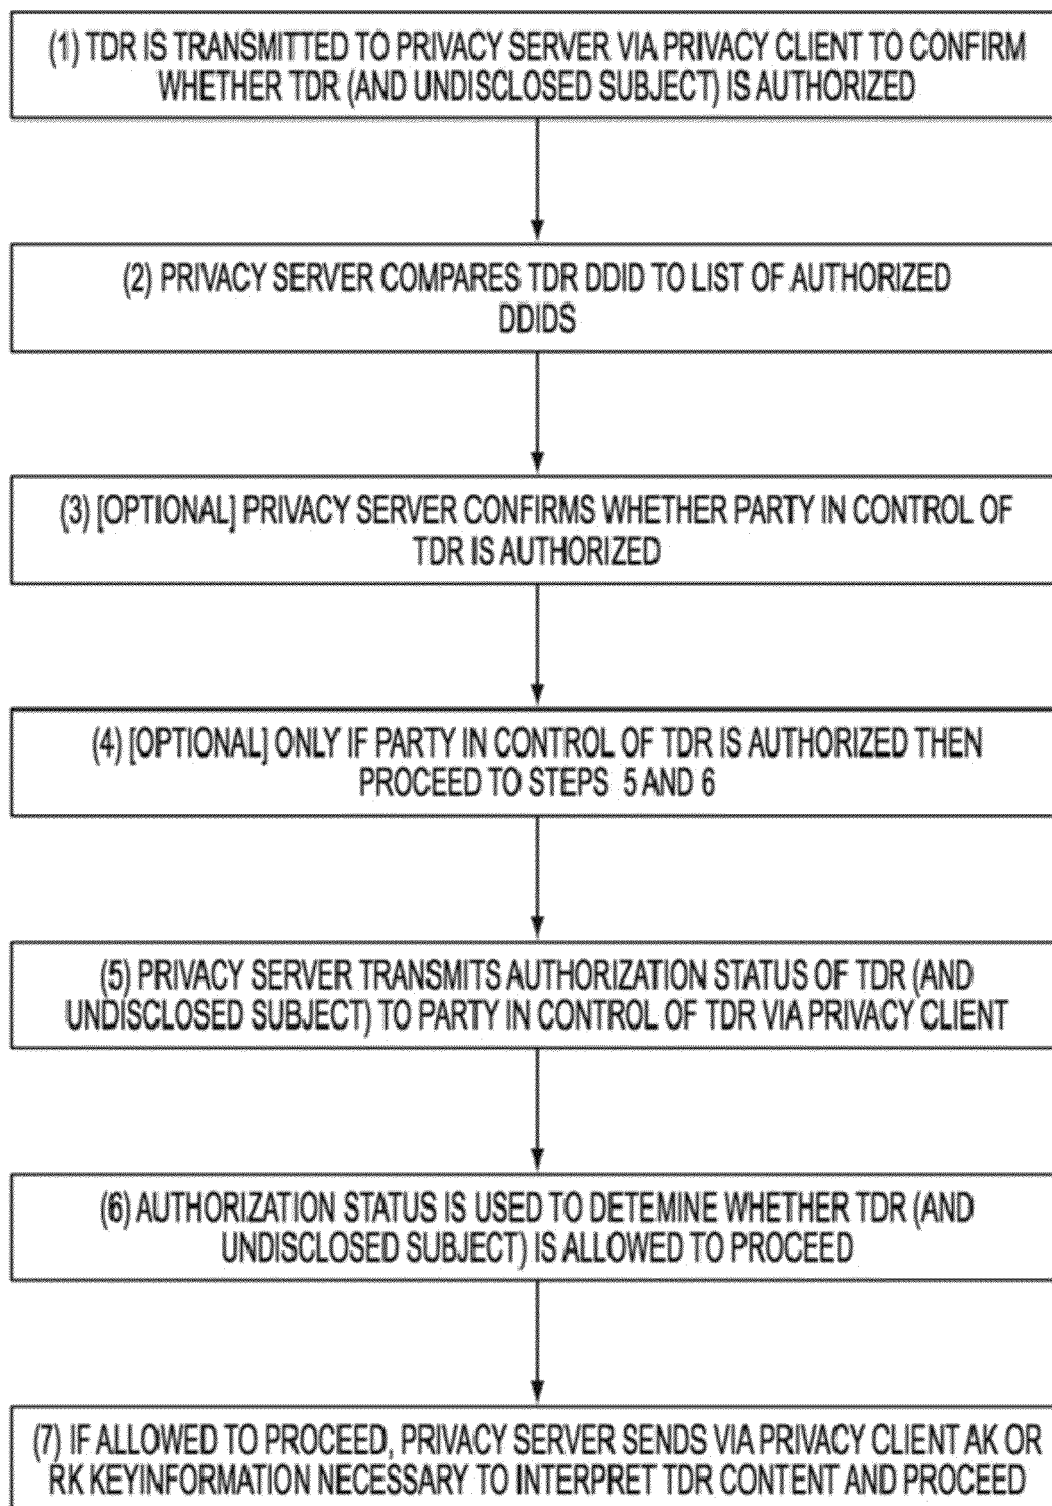 (1) TDR IS TRANSMITTED TO PRIVACY SERVER VIA PRIVACY CLIENT TO CONFIRM
WHETHER TDR (AND UNDISCLOSED SUBJECT) IS AUTHORIZED
(2) PRIVACY SERVER COMPARES TDR DDID TO LIST OF AUTHORIZED
DDIDS
(3) [OPTIONAL] PRIVACY SERVER CONFIRMS WHETHER PARTY IN CONTROL OF
TDR IS AUTHORIZED
(4) [OPTIONAL] ONLY IF PARTY IN CONTROL OF TDR IS AUTHORIZED THEN
PROCEED TO STEPS 5 AND 6
(5) PRIVACY SERVER TRANSMITS AUTHORIZATION STATUS OF TDR (AND
UNDISCLOSED SUBJECT) TO PARTY IN CONTROL OF TDR VIA PRIVACY CLIENT
(6) AUTHORIZATION STATUS IS USED TO DETEMINE WHETHER TDR (AND
UNDISCLOSED SUBJECT) IS ALLOWED TO PROCEED
(7) IF ALLOWED TO PROCEED, PRIVACY SERVER SENDS VIA PRIVACY CLIENT AK OR
RK KEYINFORMATION NECESSARY TO INTERPRET TDR CONTENT AND PROCEED